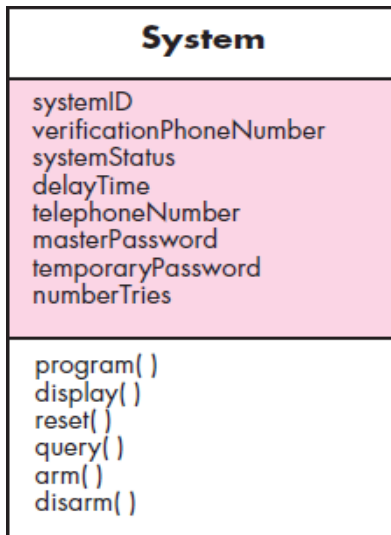 System
systemID
verificationPhoneNumber
systemStatus
delayTime
telephoneNumber
masterPassword
temporaryPassword
numberTries
program( )
display( )
reset( )
query( )
arm( )
disarm( )